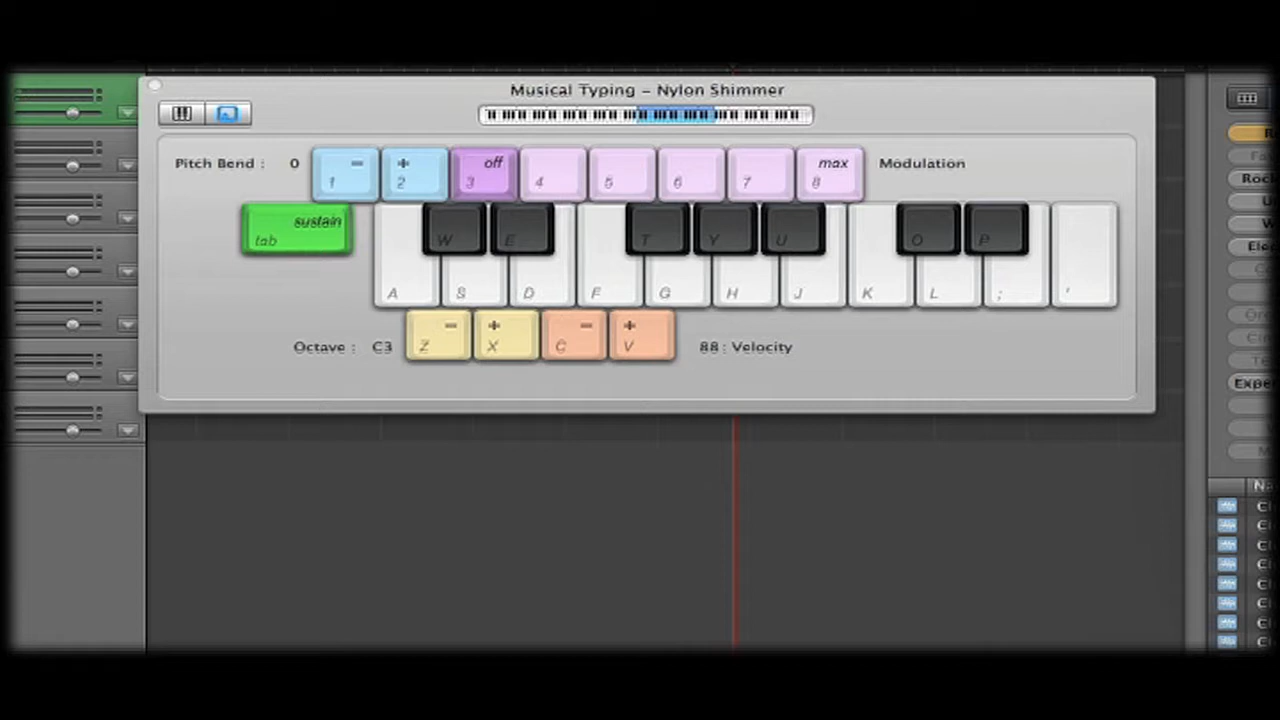 Musical Typing – Nylon Shimmer
Pitch Bend : 0
− 1
+ 2
off 3
4
5
6
7
max 8
Modulation
sustain
tab
W E T Y U O P
A S D F G H J K L ; '
Octave : C3
− Z
+ X
− C
+ V
88 : Velocity